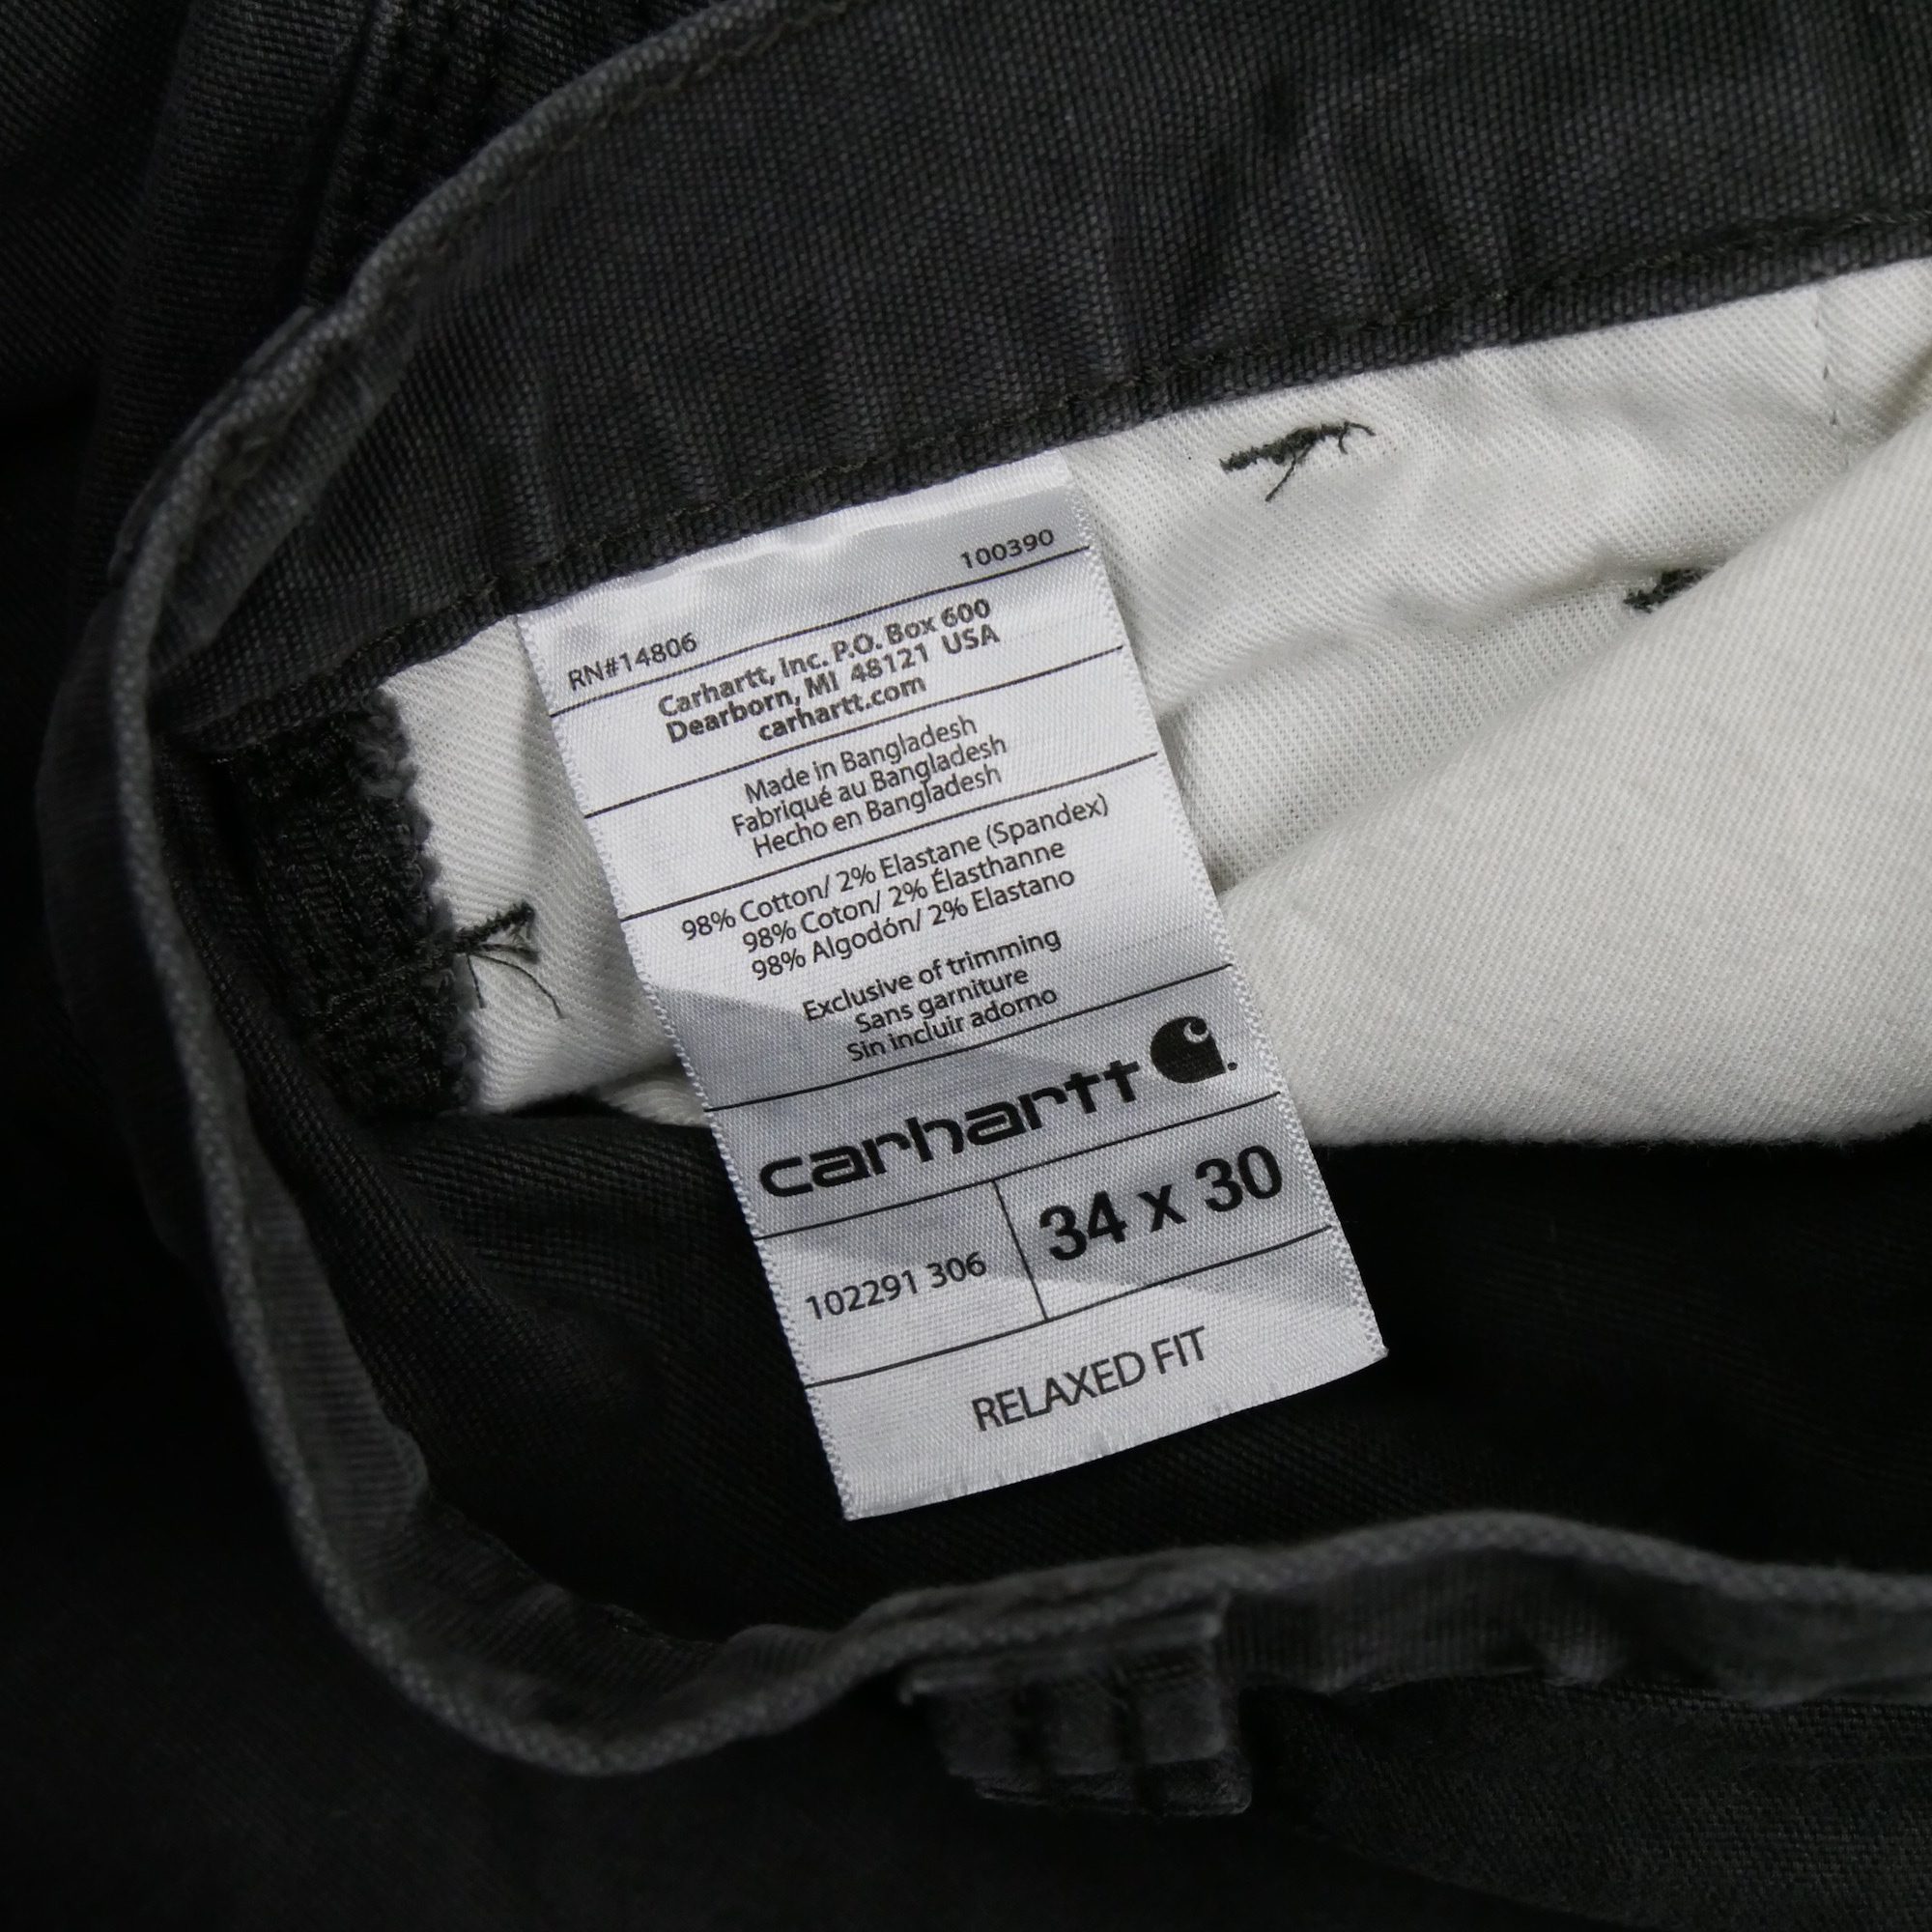 RN#14806 100390
Carhartt, Inc. P.O. Box 600
Dearborn, MI 48121 USA
carhartt.com
Made in Bangladesh
Fabriqué au Bangladesh
Hecho en Bangladesh
98% Cotton/ 2% Elastane (Spandex)
98% Coton/ 2% Élasthanne
98% Algodón/ 2% Elastano
Exclusive of trimming
Sans garniture
Sin incluir adorno
carhartt
102291 306 34 x 30
RELAXED FIT